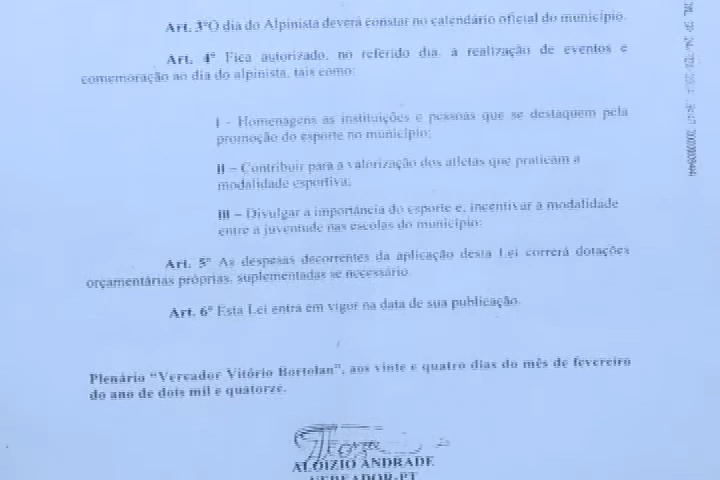 Art. 3ºO dia do Alpinista deverá constar no calendário oficial do município.
Art. 4º Fica autorizado, no referido dia, a realização de eventos e
comemoração ao dia do alpinista, tais como:
I - Homenagens as instituições e pessoas que se destaquem pela
promoção do esporte no município;
II – Contribuir para a valorização dos atletas que praticam a
modalidade esportiva;
III – Divulgar a importância do esporte e, incentivar a modalidade
entre a juventude nas escolas do município:
Art. 5º As despesas decorrentes da aplicação desta Lei correrá dotações
orçamentárias próprias, suplementadas se necessário.
Art. 6º Esta Lei entra em vigor na data de sua publicação.
Plenário “Vereador Vitório Bortolan”, aos vinte e quatro dias do mês de fevereiro
do ano de dois mil e quatorze.
ALOIZIO ANDRADE
VEREADOR-PT